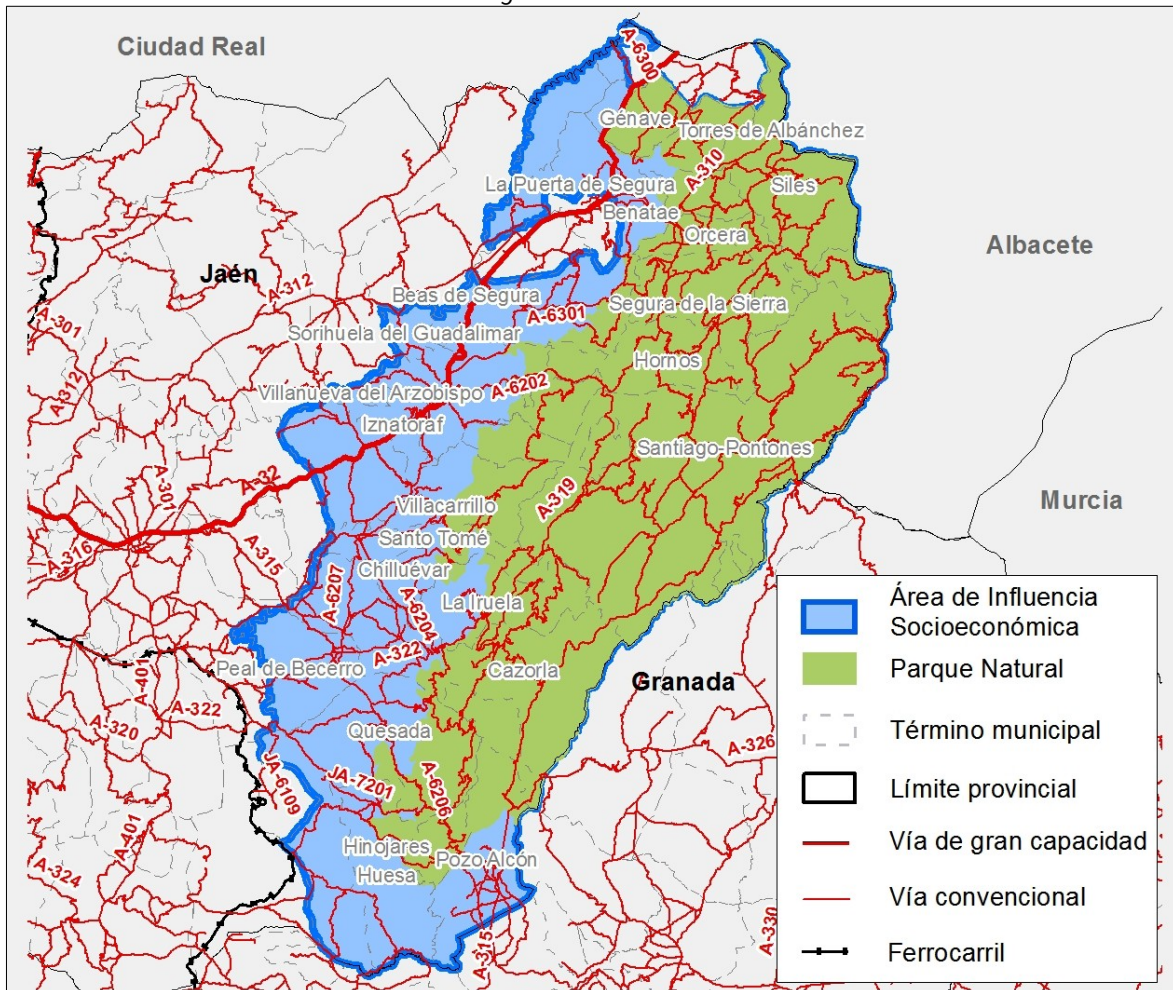 Ciudad Real
A-6300
Génave
Torres de Albánchez
A-310
La Puerta de Segura
Siles
Benatae
Orcera
Albacete
Jaén
A-312
Beas de Segura
Segura de la Sierra
A-6301
A-301
Sorihuela del Guadalimar
Hornos
A-312
Villanueva del Arzobispo
A-6202
Iznatoraf
Santiago-Pontones
A-301
A-32
A-319
Murcia
Villacarrillo
A-316
A-315
Santo Tomé
Chilluévar
A-6207
La Iruela
A-6204
A-322
Peal de Becerro
Cazorla
Granada
A-401
A-322
A-320
Quesada
A-326
JA-6109
JA-7201
A-6206
A-401
Hinojares
Pozo Alcón
Huesa
A-324
A-315
A-330
Área de Influencia
Socioeconómica
Parque Natural
Término municipal
Límite provincial
Vía de gran capacidad
Vía convencional
Ferrocarril